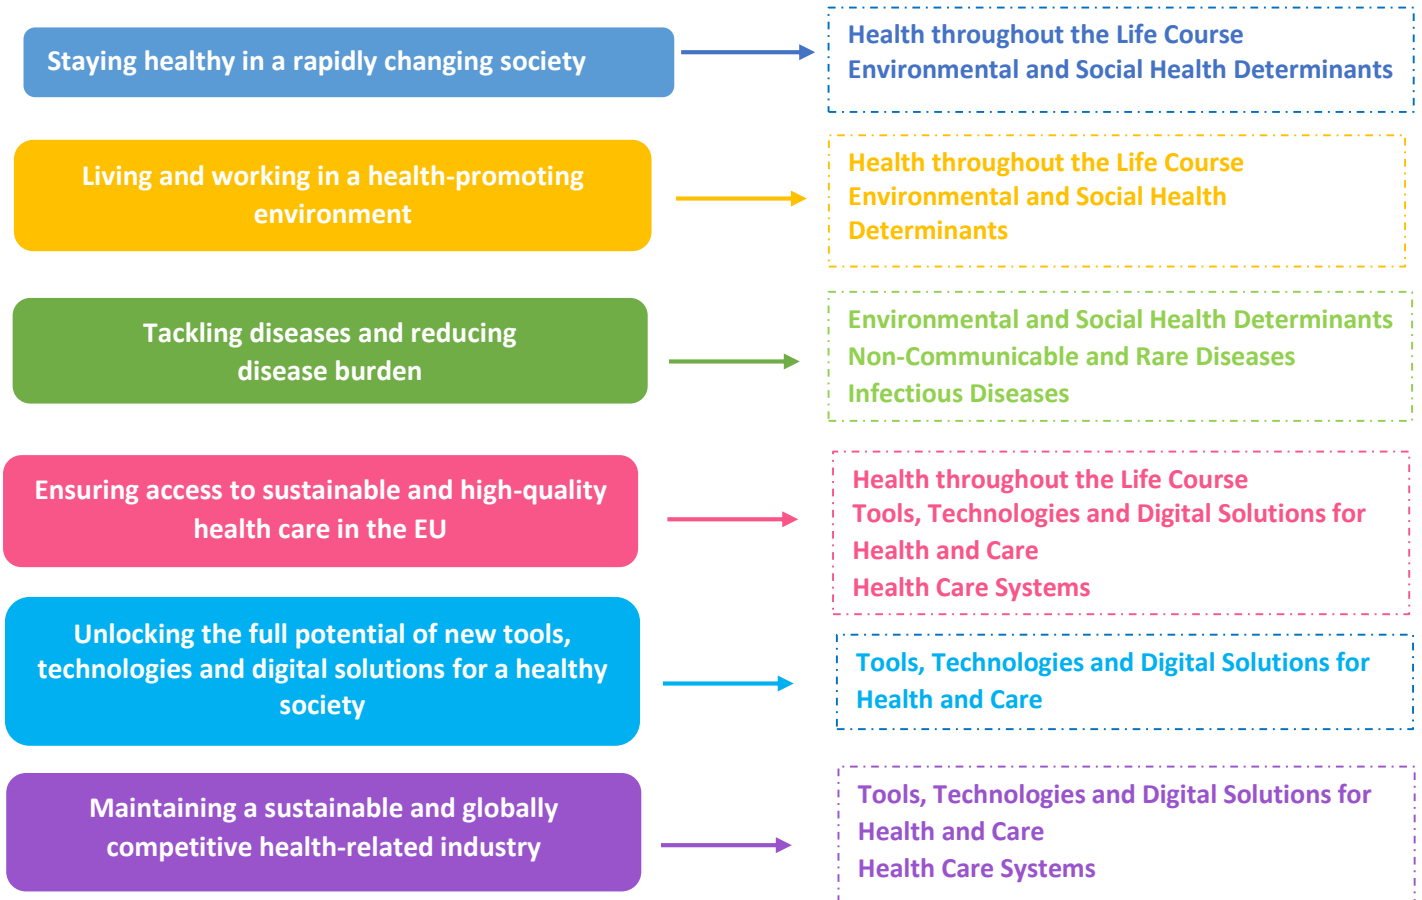 Staying healthy in a rapidly changing society
Health throughout the Life Course
Environmental and Social Health Determinants
Living and working in a health-promoting
environment
Health throughout the Life Course
Environmental and Social Health
Determinants
Tackling diseases and reducing
disease burden
Environmental and Social Health Determinants
Non-Communicable and Rare Diseases
Infectious Diseases
Ensuring access to sustainable and high-quality
health care in the EU
Health throughout the Life Course
Tools, Technologies and Digital Solutions for
Health and Care
Health Care Systems
Unlocking the full potential of new tools,
technologies and digital solutions for a healthy
society
Tools, Technologies and Digital Solutions for
Health and Care
Maintaining a sustainable and globally
competitive health-related industry
Tools, Technologies and Digital Solutions for
Health and Care
Health Care Systems